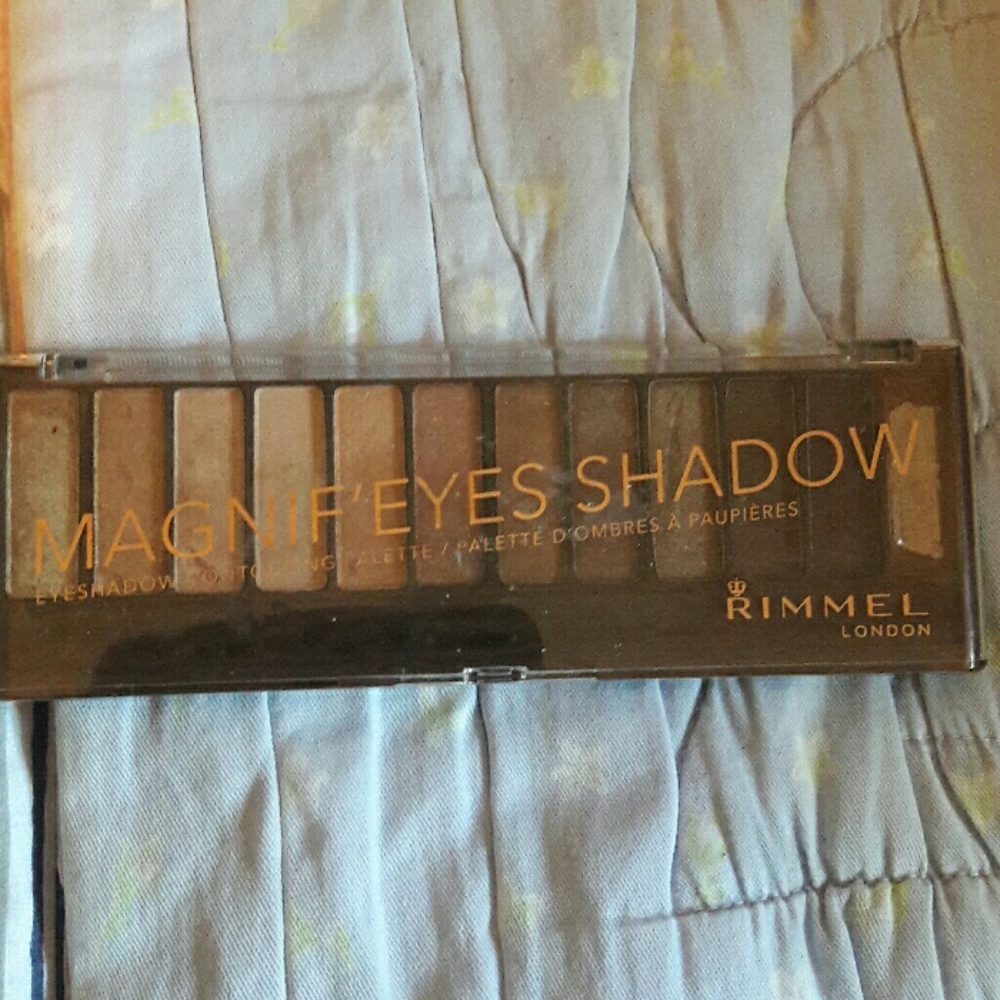 MAGNIF'EYES SHADOW
EYESHADOW CONTOURING PALETTE / PALETTE D'OMBRES À PAUPIÈRES
RIMMEL
LONDON